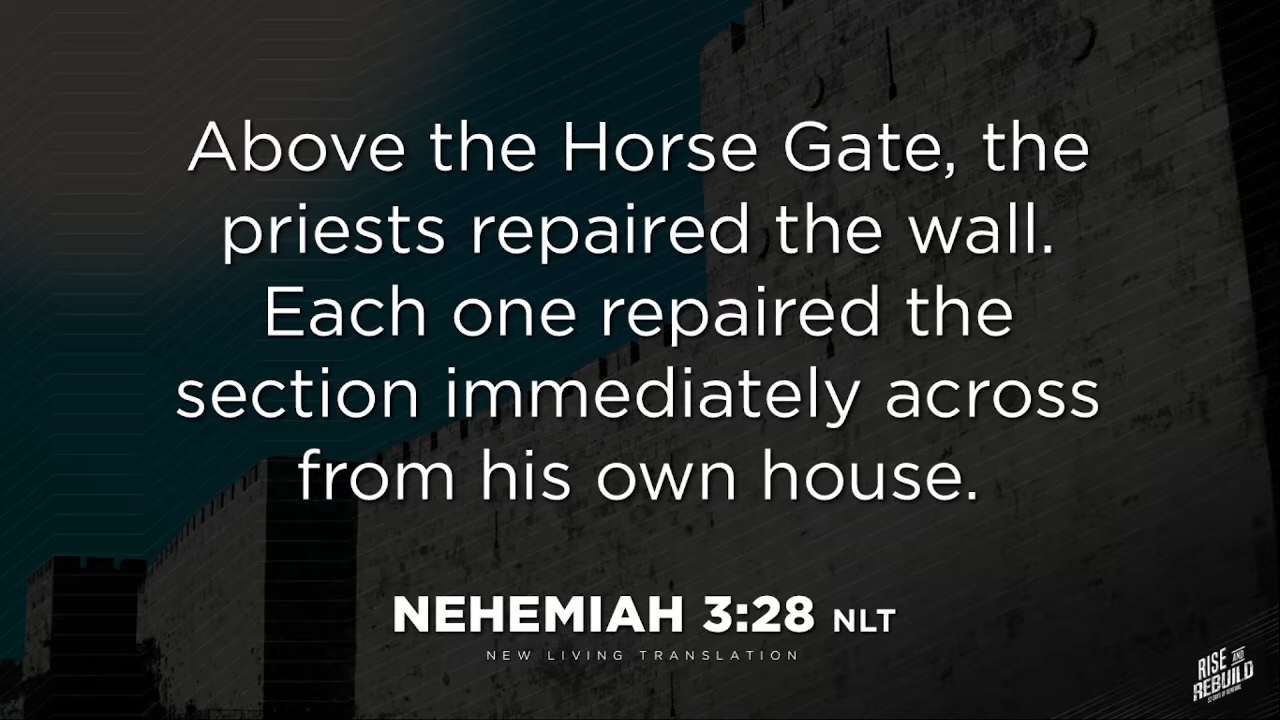 Above the Horse Gate, the
priests repaired the wall.
Each one repaired the
section immediately across
from his own house.
NEHEMIAH 3:28 NLT
NEW LIVING TRANSLATION
RISE AND
REBUILD